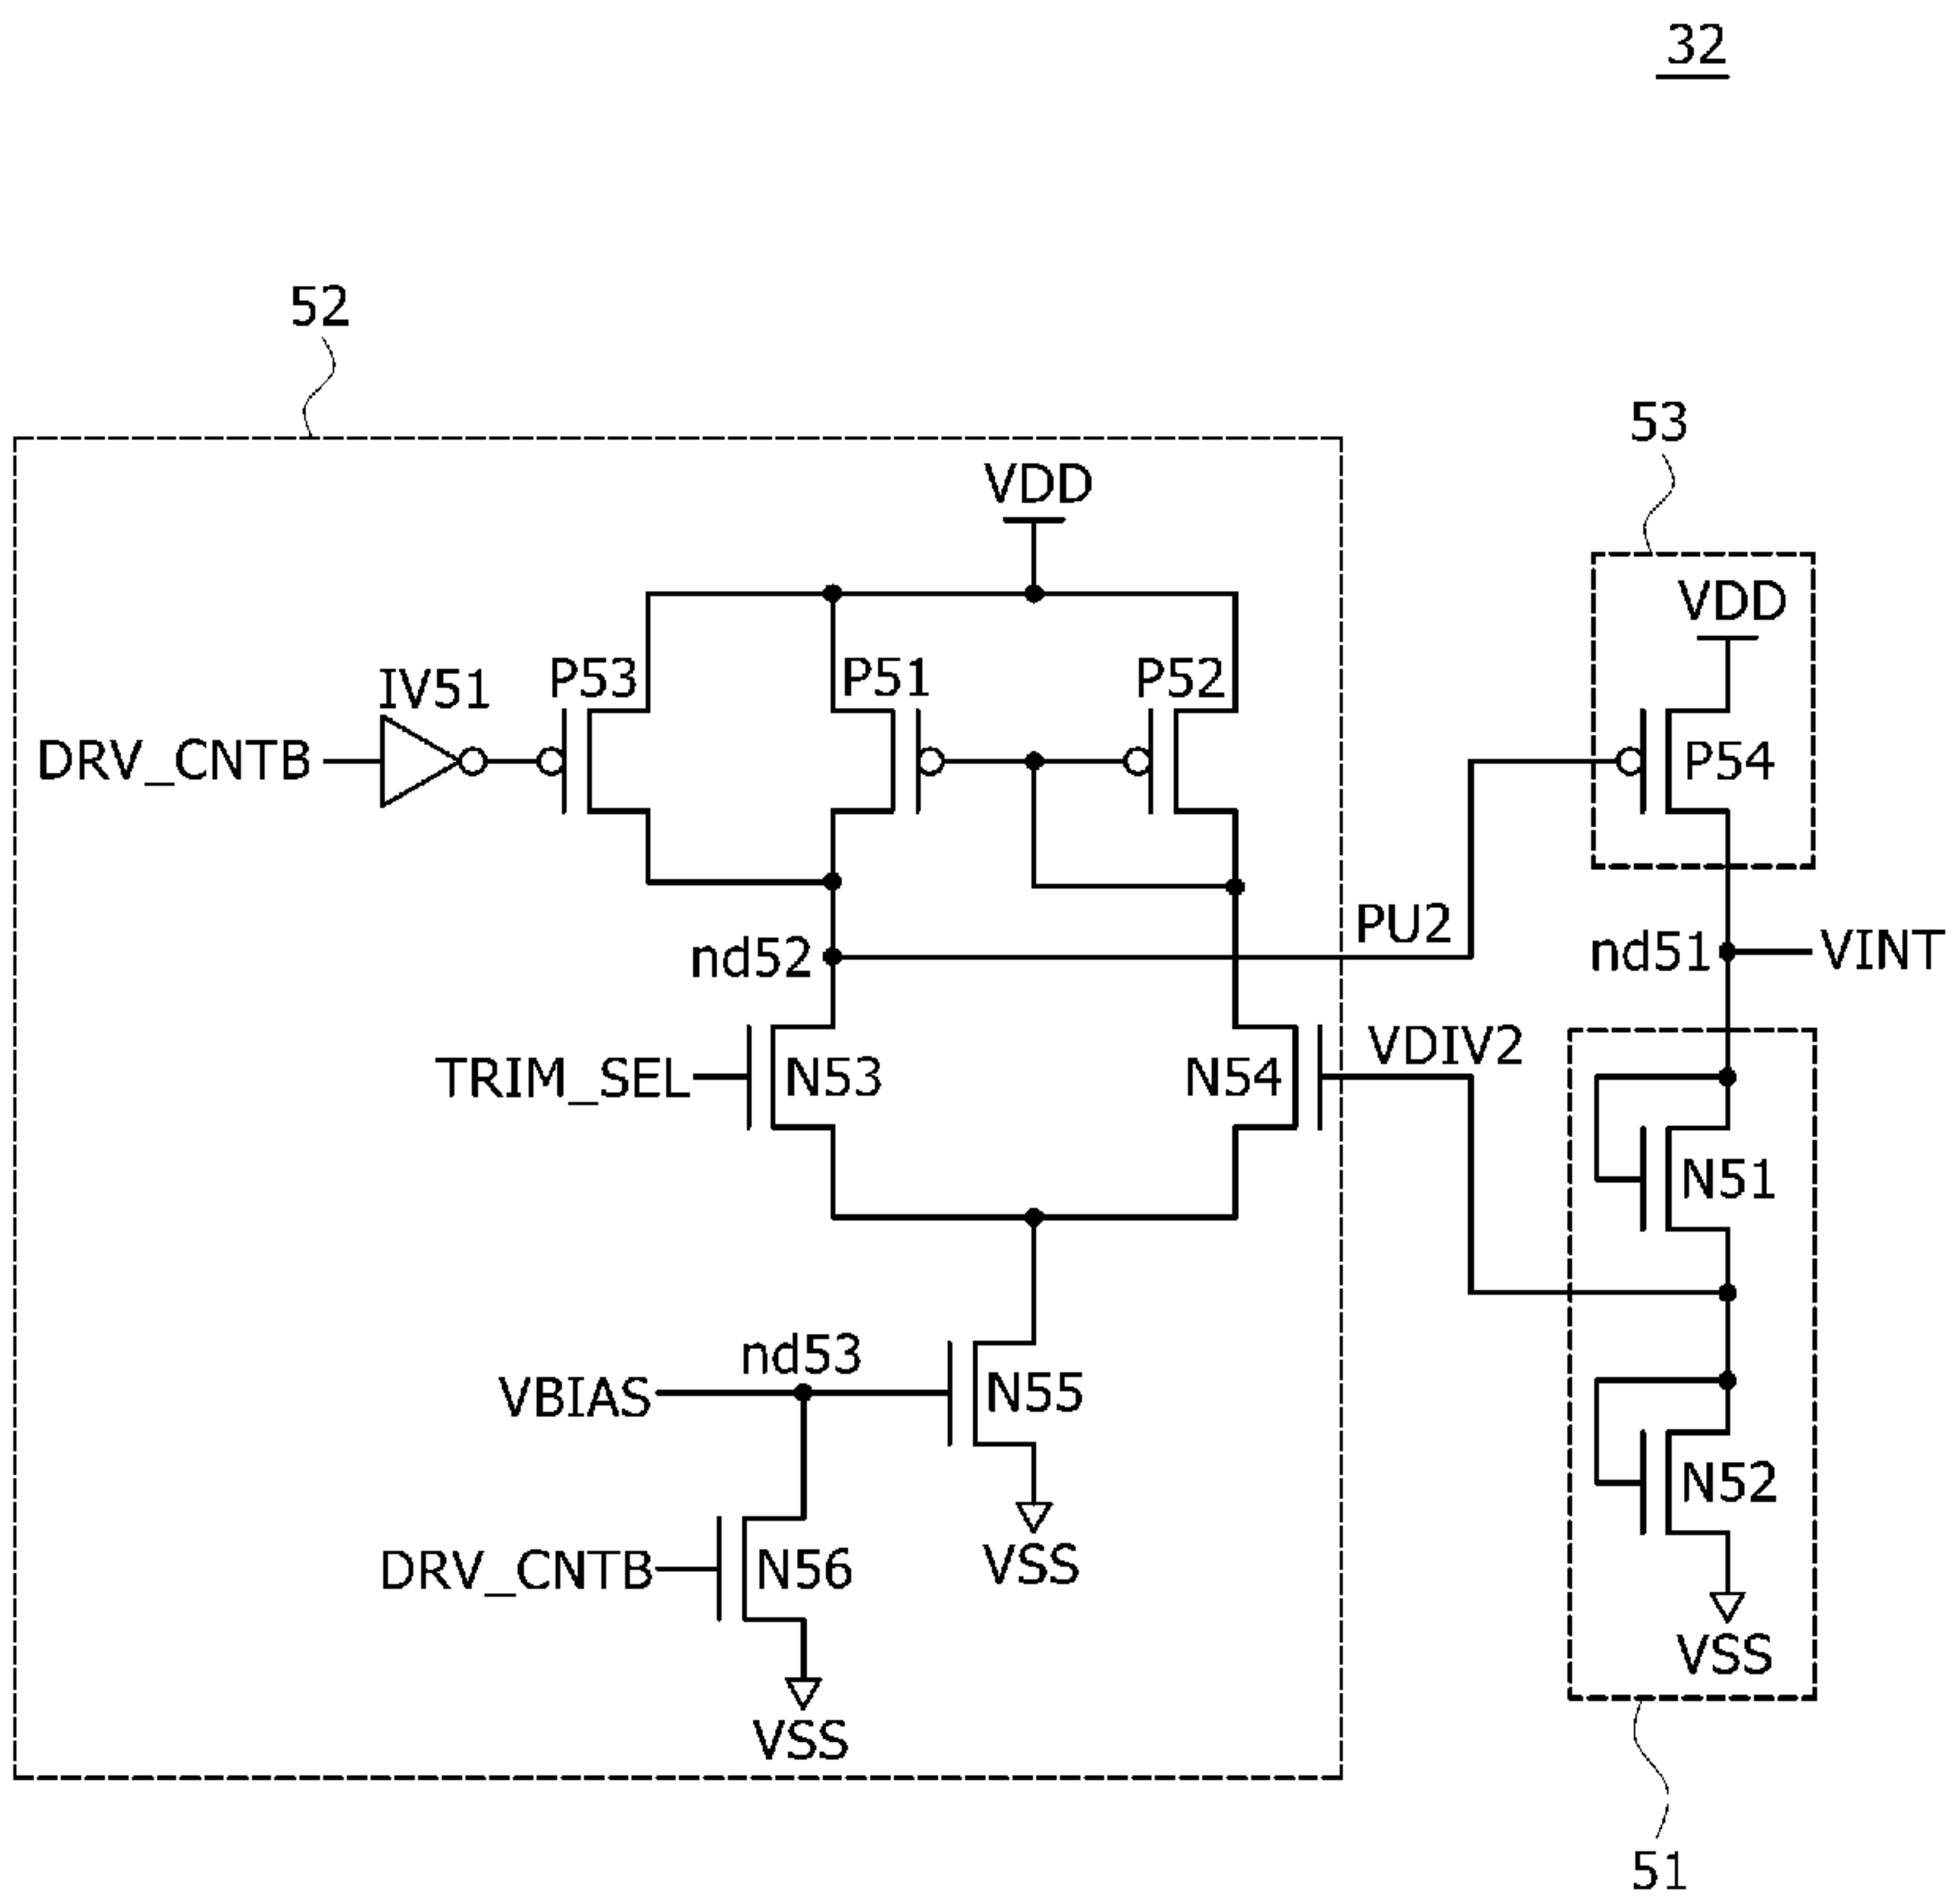 32
52
53
VDD
VDD
IV51
P53
P51
P52
DRV_CNTB
P54
PU2
nd52
nd51
VINT
TRIM_SEL
N53
N54
VDIV2
N51
nd53
VBIAS
N55
N52
DRV_CNTB
N56
VSS
VSS
VSS
51